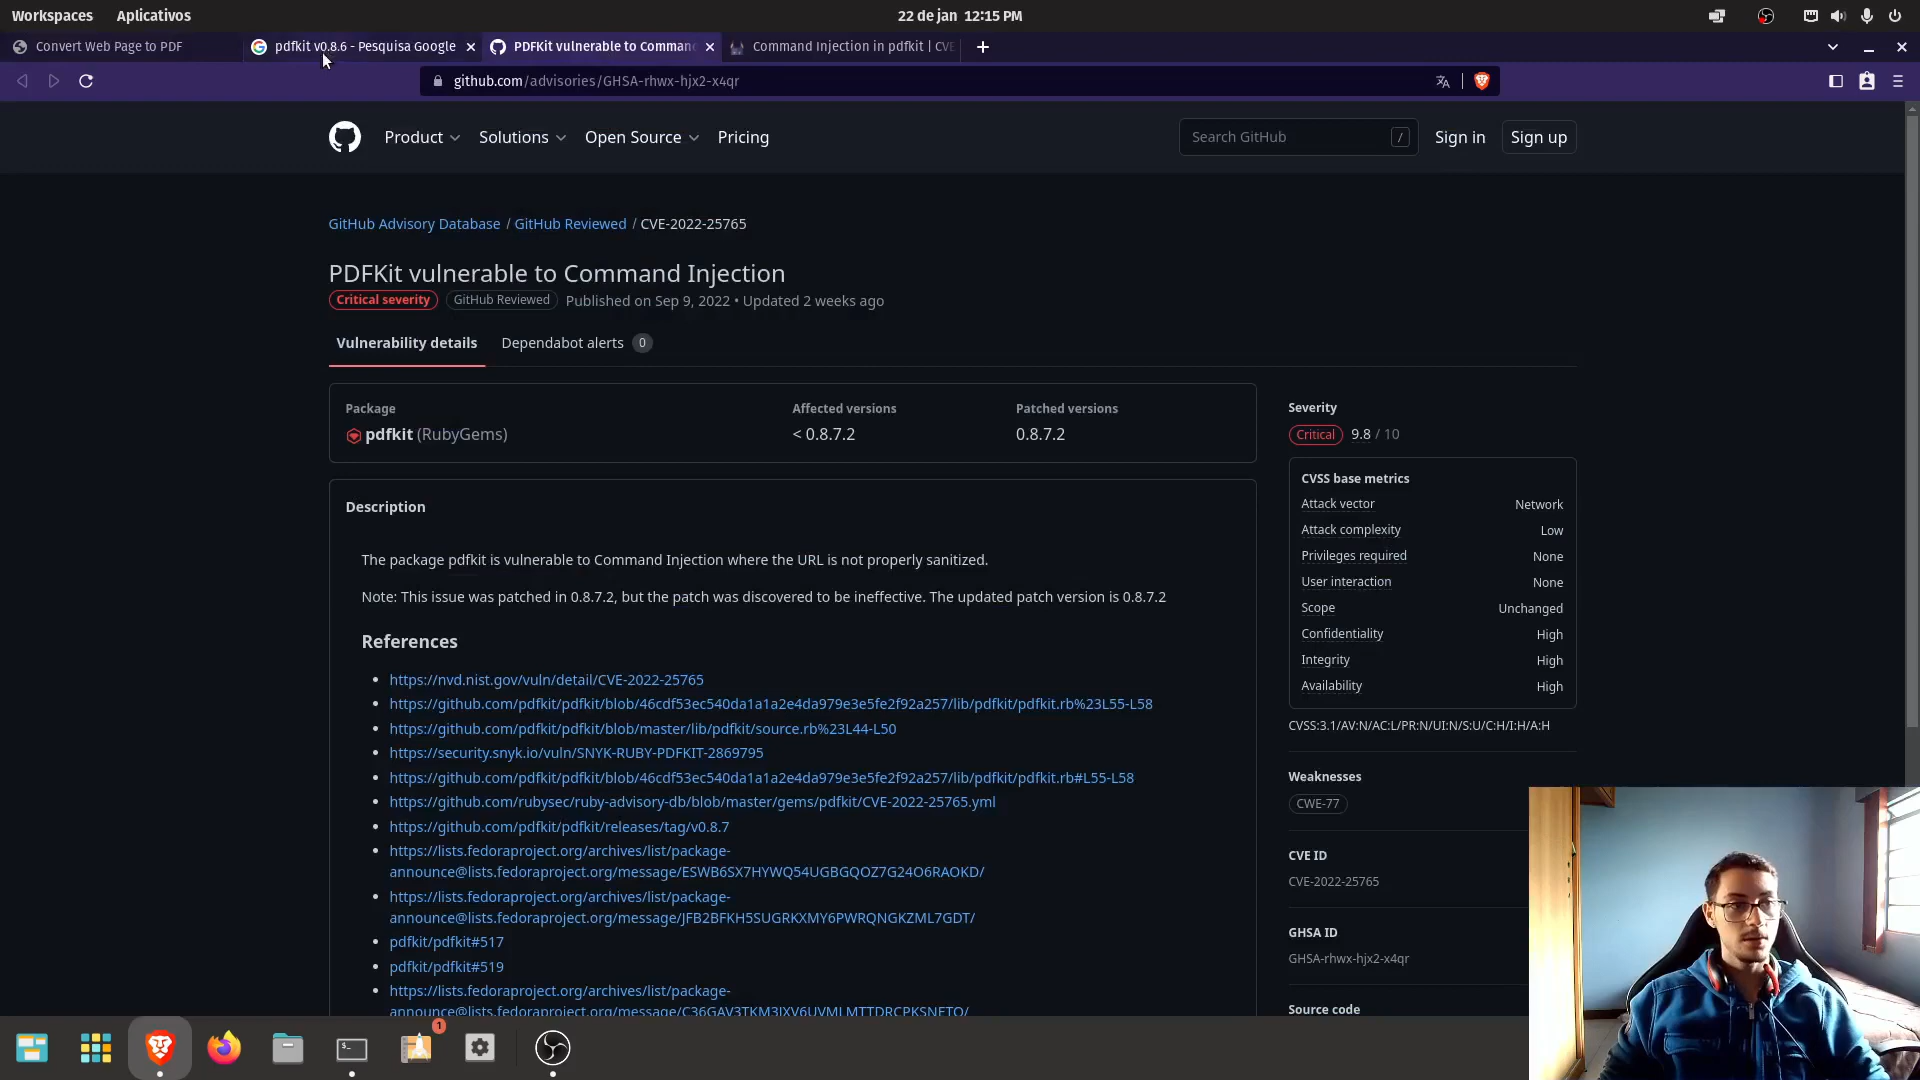 Workspaces Aplicativos 22 de jan 12:15 PM
Convert Web Page to PDF pdfkit v0.8.6 - Pesquisa Google PDFKit vulnerable to Comman Command Injection in pdfkit | CVE
github.com/advisories/GHSA-rhwx-hjx2-x4qr
Product Solutions Open Source Pricing Search GitHub / Sign in Sign up
GitHub Advisory Database / GitHub Reviewed / CVE-2022-25765
PDFKit vulnerable to Command Injection
Critical severity GitHub Reviewed Published on Sep 9, 2022 • Updated 2 weeks ago
Vulnerability details Dependabot alerts 0
Package Affected versions Patched versions
pdfkit (RubyGems) < 0.8.7.2 0.8.7.2
Description
The package pdfkit is vulnerable to Command Injection where the URL is not properly sanitized.
Note: This issue was patched in 0.8.7.2, but the patch was discovered to be ineffective. The updated patch version is 0.8.7.2
References
https://nvd.nist.gov/vuln/detail/CVE-2022-25765
https://github.com/pdfkit/pdfkit/blob/46cdf53ec540da1a1a2e4da979e3e5fe2f92a257/lib/pdfkit/pdfkit.rb%23L55-L58
https://github.com/pdfkit/pdfkit/blob/master/lib/pdfkit/source.rb%23L44-L50
https://security.snyk.io/vuln/SNYK-RUBY-PDFKIT-2869795
https://github.com/pdfkit/pdfkit/blob/46cdf53ec540da1a1a2e4da979e3e5fe2f92a257/lib/pdfkit/pdfkit.rb#L55-L58
https://github.com/rubysec/ruby-advisory-db/blob/master/gems/pdfkit/CVE-2022-25765.yml
https://github.com/pdfkit/pdfkit/releases/tag/v0.8.7
https://lists.fedoraproject.org/archives/list/package-
announce@lists.fedoraproject.org/message/ESWB6SX7HYWQ54UGBGQOZ7G24O6RAOKD/
https://lists.fedoraproject.org/archives/list/package-
announce@lists.fedoraproject.org/message/JFB2BFKH5SUGRKXMY6PWRQNGKZML7GDT/
pdfkit/pdfkit#517
pdfkit/pdfkit#519
https://lists.fedoraproject.org/archives/list/package-
announce@lists.fedoraproject.org/message/C36GAV3TKM3JXV6UVMLMTTDRCPKSNETO/
Severity
Critical 9.8 / 10
CVSS base metrics
Attack vector Network
Attack complexity Low
Privileges required None
User interaction None
Scope Unchanged
Confidentiality High
Integrity High
Availability High
CVSS:3.1/AV:N/AC:L/PR:N/UI:N/S:U/C:H/I:H/A:H
Weaknesses
CWE-77
CVE ID
CVE-2022-25765
GHSA ID
GHSA-rhwx-hjx2-x4qr
Source code
1